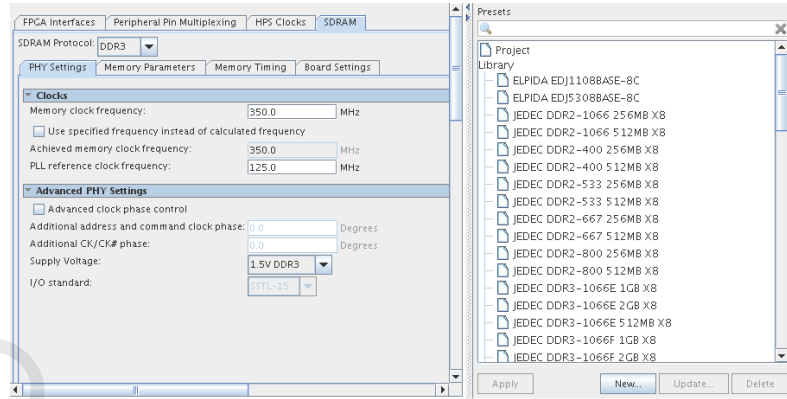 FPGA Interfaces Peripheral Pin Multiplexing HPS Clocks SDRAM
SDRAM Protocol: DDR3
PHY Settings Memory Parameters Memory Timing Board Settings
Clocks
Memory clock frequency: 350.0 MHz
Use specified frequency instead of calculated frequency
Achieved memory clock frequency: 350.0 MHz
PLL reference clock frequency: 125.0 MHz
Advanced PHY Settings
Advanced clock phase control
Additional address and command clock phase: 0.0 Degrees
Additional CK/CK# phase: 0.0 Degrees
Supply Voltage: 1.5V DDR3
I/O standard: SSTL-15
Presets
Project
Library
ELPIDA EDJ1108BASE-8C
ELPIDA EDJ5308BASE-8C
JEDEC DDR2-1066 256MB X8
JEDEC DDR2-1066 512MB X8
JEDEC DDR2-400 256MB X8
JEDEC DDR2-400 512MB X8
JEDEC DDR2-533 256MB X8
JEDEC DDR2-533 512MB X8
JEDEC DDR2-667 256MB X8
JEDEC DDR2-667 512MB X8
JEDEC DDR2-800 256MB X8
JEDEC DDR2-800 512MB X8
JEDEC DDR3-1066E 1GB X8
JEDEC DDR3-1066E 2GB X8
JEDEC DDR3-1066E 512MB X8
JEDEC DDR3-1066F 1GB X8
JEDEC DDR3-1066F 2GB X8
Apply New... Update... Delete